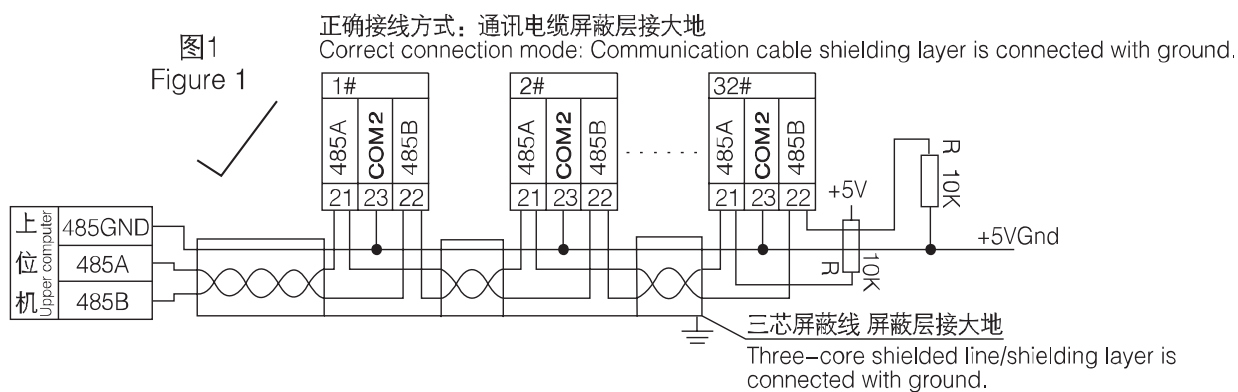 正确接线方式：通讯电缆屏蔽层接大地
Correct connection mode: Communication cable shielding layer is connected with ground.
图1
Figure 1
1#
485A
COM2
485B
21
23
22
2#
485A
COM2
485B
21
23
22
......
32#
485A
COM2
485B
21
23
22
+5V
R 10K
R 10K
+5VGnd
上位机
Upper computer
485GND
485A
485B
三芯屏蔽线 屏蔽层接大地
Three-core shielded line/shielding layer is
connected with ground.